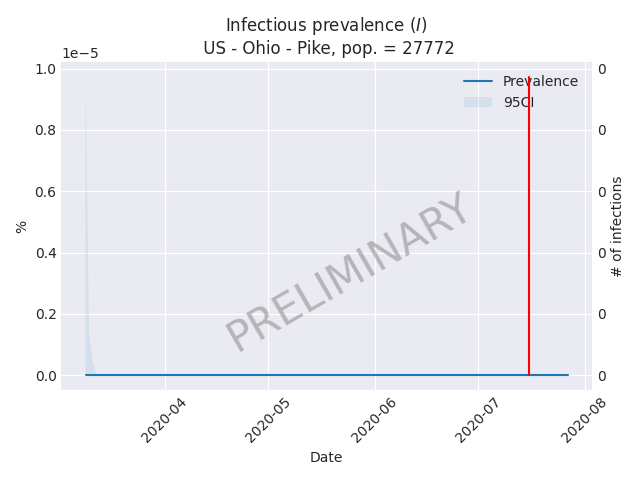 Infectious prevalence (I)
US - Ohio - Pike, pop. = 27772
1e−5
1.0
0.8
0.6
0.4
0.2
0.0
%
Prevalence
95CI
PRELIMINARY
0
0
0
0
0
0
# of infections
2020-04
2020-05
2020-06
2020-07
2020-08
Date